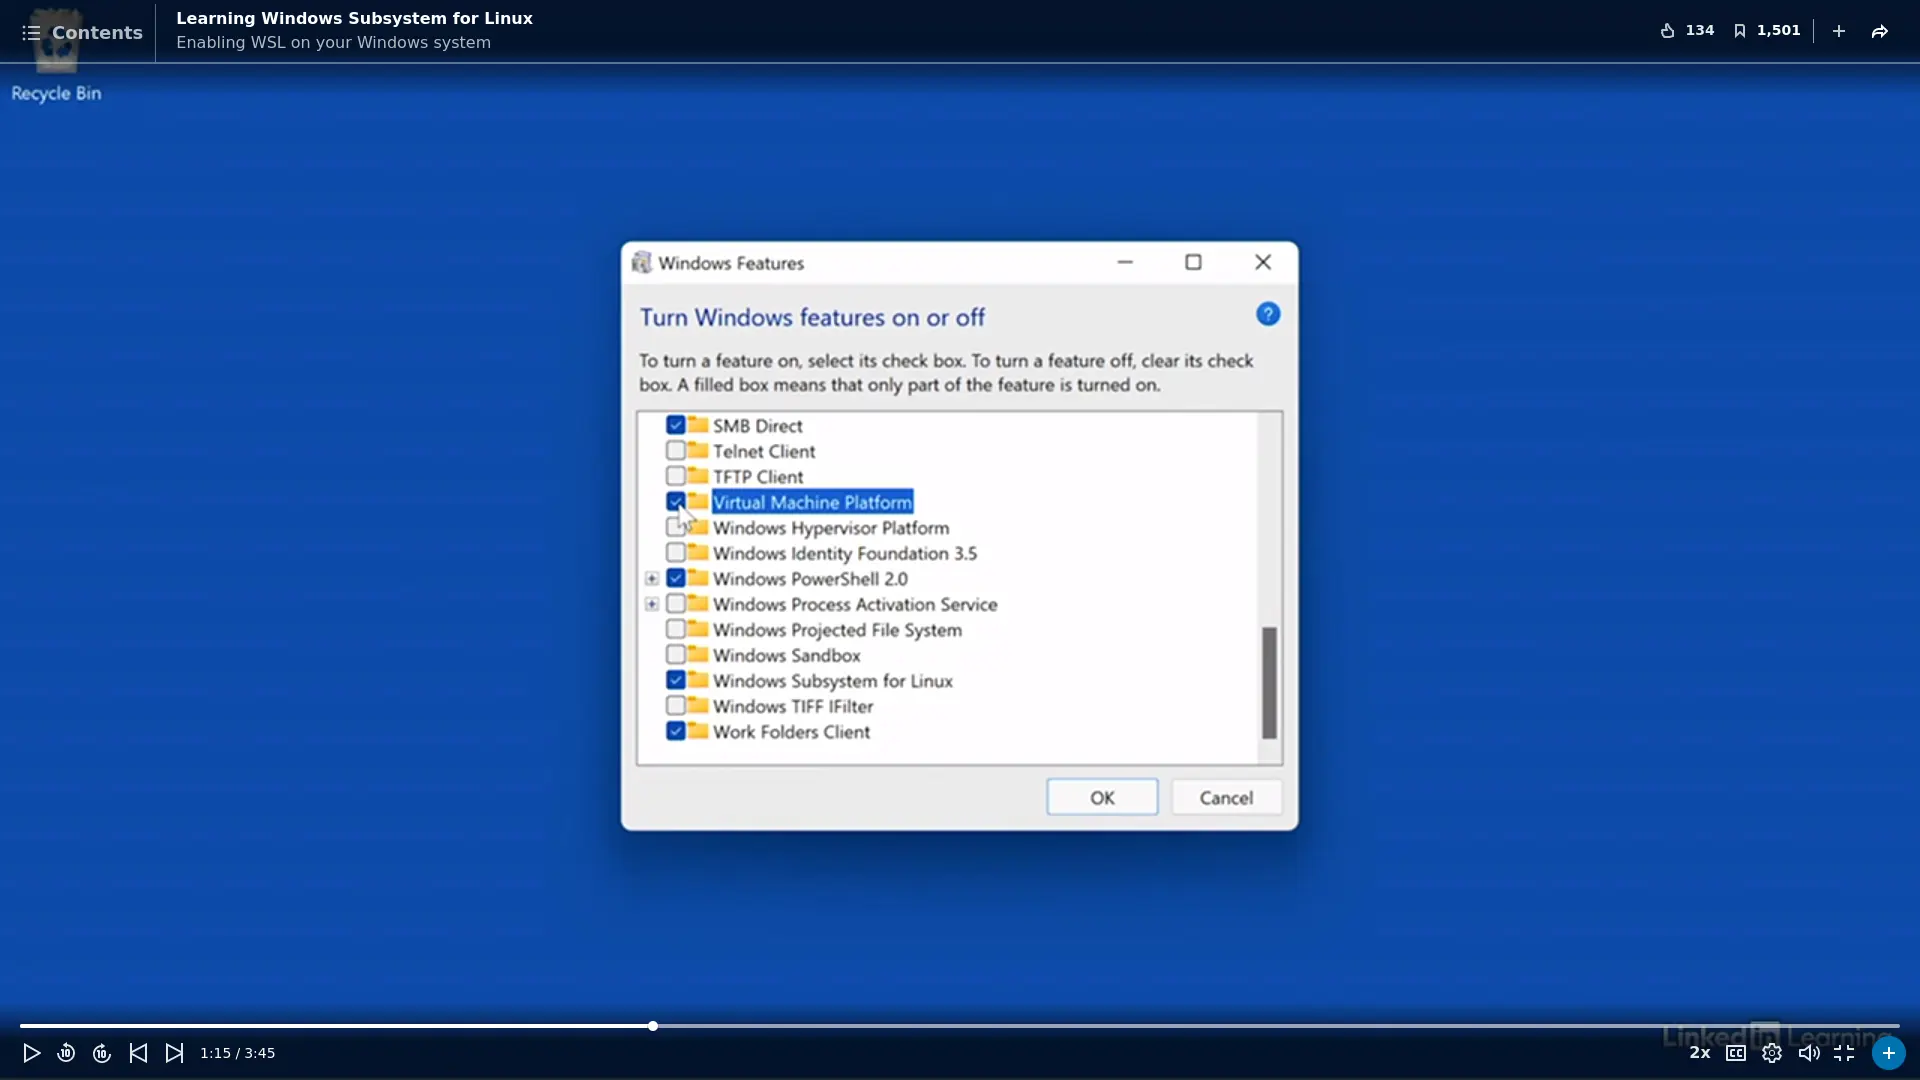 Contents
Learning Windows Subsystem for Linux
Enabling WSL on your Windows system
134
1,501
Recycle Bin
Windows Features
Turn Windows features on or off
To turn a feature on, select its check box. To turn a feature off, clear its check
box. A filled box means that only part of the feature is turned on.
SMB Direct
Telnet Client
TFTP Client
Virtual Machine Platform
Windows Hypervisor Platform
Windows Identity Foundation 3.5
Windows PowerShell 2.0
Windows Process Activation Service
Windows Projected File System
Windows Sandbox
Windows Subsystem for Linux
Windows TIFF IFilter
Work Folders Client
OK
Cancel
LinkedIn Learning
10
10
1:15 / 3:45
2x
CC